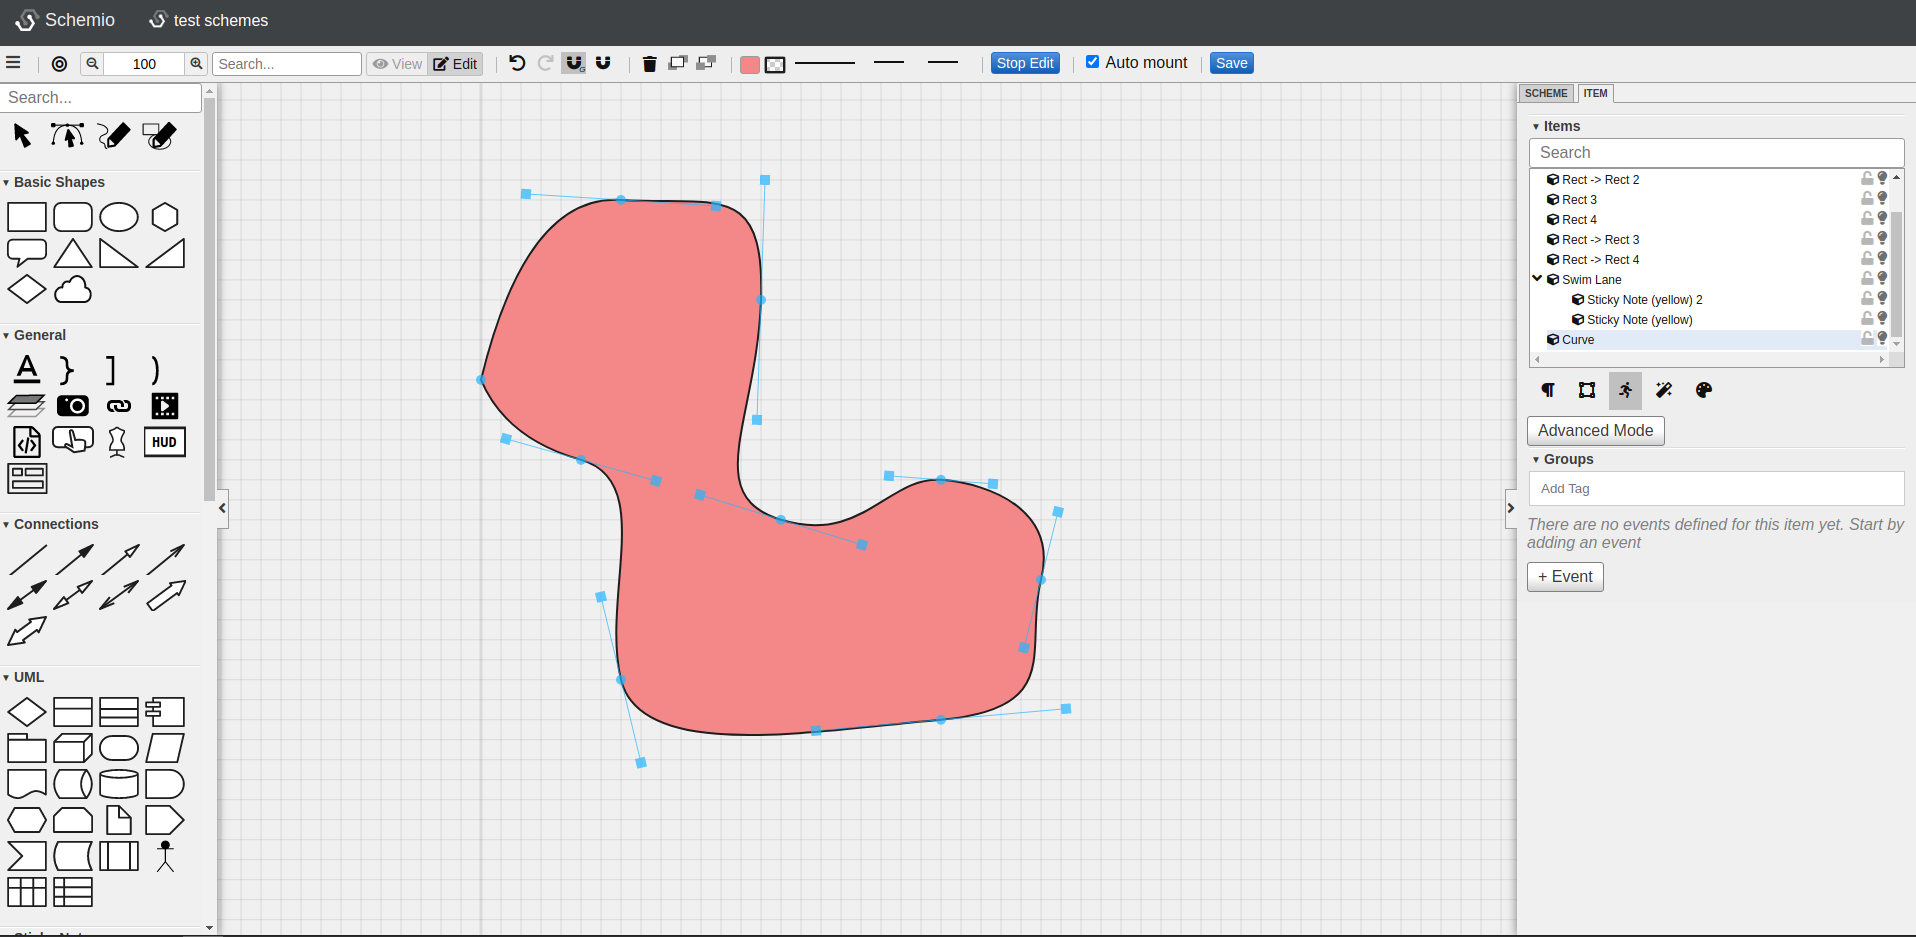 Schemio test schemes
100 Search... View Edit Stop Edit Auto mount Save
Search...
Basic Shapes
General
HUD
Connections
UML
SCHEME ITEM
Items
Search
Rect -> Rect 2
Rect 3
Rect 4
Rect -> Rect 3
Rect -> Rect 4
Swim Lane
Sticky Note (yellow) 2
Sticky Note (yellow)
Curve
Advanced Mode
Groups
Add Tag
There are no events defined for this item yet. Start by
adding an event
+ Event